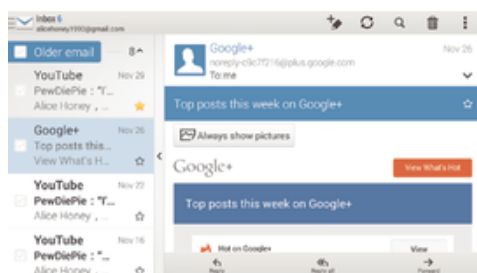 Inbox 6
alicehoney1990@gmail.com
Older email
8
YouTube Nov 29
PewDiePie : "I'...
Alice Honey , ...
Google+ Nov 26
Top posts this...
View What's H...
YouTube Nov 22
PewDiePie : "F...
Alice Honey , ...
YouTube Nov 16
PewDiePie : "...
Alice Honey , ...
Google+ Nov 26
To: me
Top posts this week on Google+
Always show pictures
Google+
View What's Hot
Top posts this week on Google+
Hot on Google+
View
Reply
Reply all
Forward